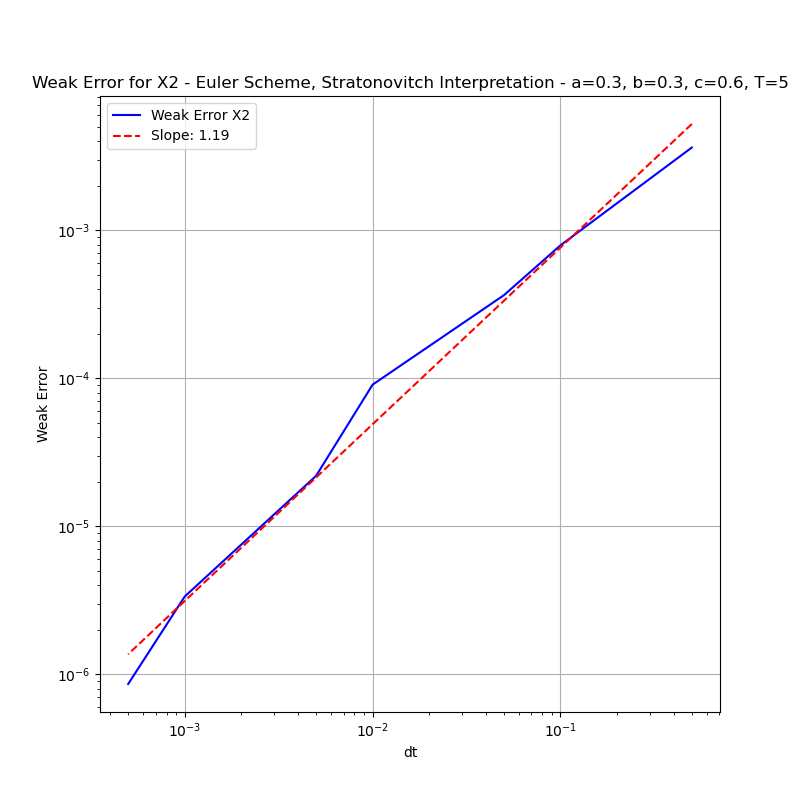 Weak Error for X2 - Euler Scheme, Stratonovitch Interpretation - a=0.3, b=0.3, c=0.6, T=5
Weak Error X2
Slope: 1.19
Weak Error
10⁻³
10⁻⁴
10⁻⁵
10⁻⁶
10⁻³ 10⁻² 10⁻¹
dt